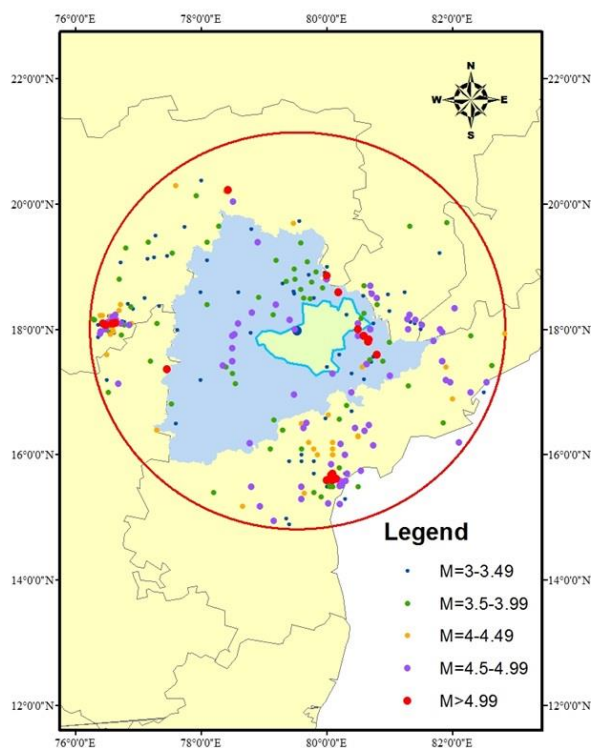 76°0'0"E 78°0'0"E 80°0'0"E 82°0'0"E
22°0'0"N 22°0'0"N
N
W E
S
20°0'0"N 20°0'0"N
18°0'0"N 18°0'0"N
16°0'0"N 16°0'0"N
Legend
M=3-3.49
14°0'0"N M=3.5-3.99 14°0'0"N
M=4-4.49
M=4.5-4.99
12°0'0"N M>4.99 12°0'0"N
76°0'0"E 78°0'0"E 80°0'0"E 82°0'0"E